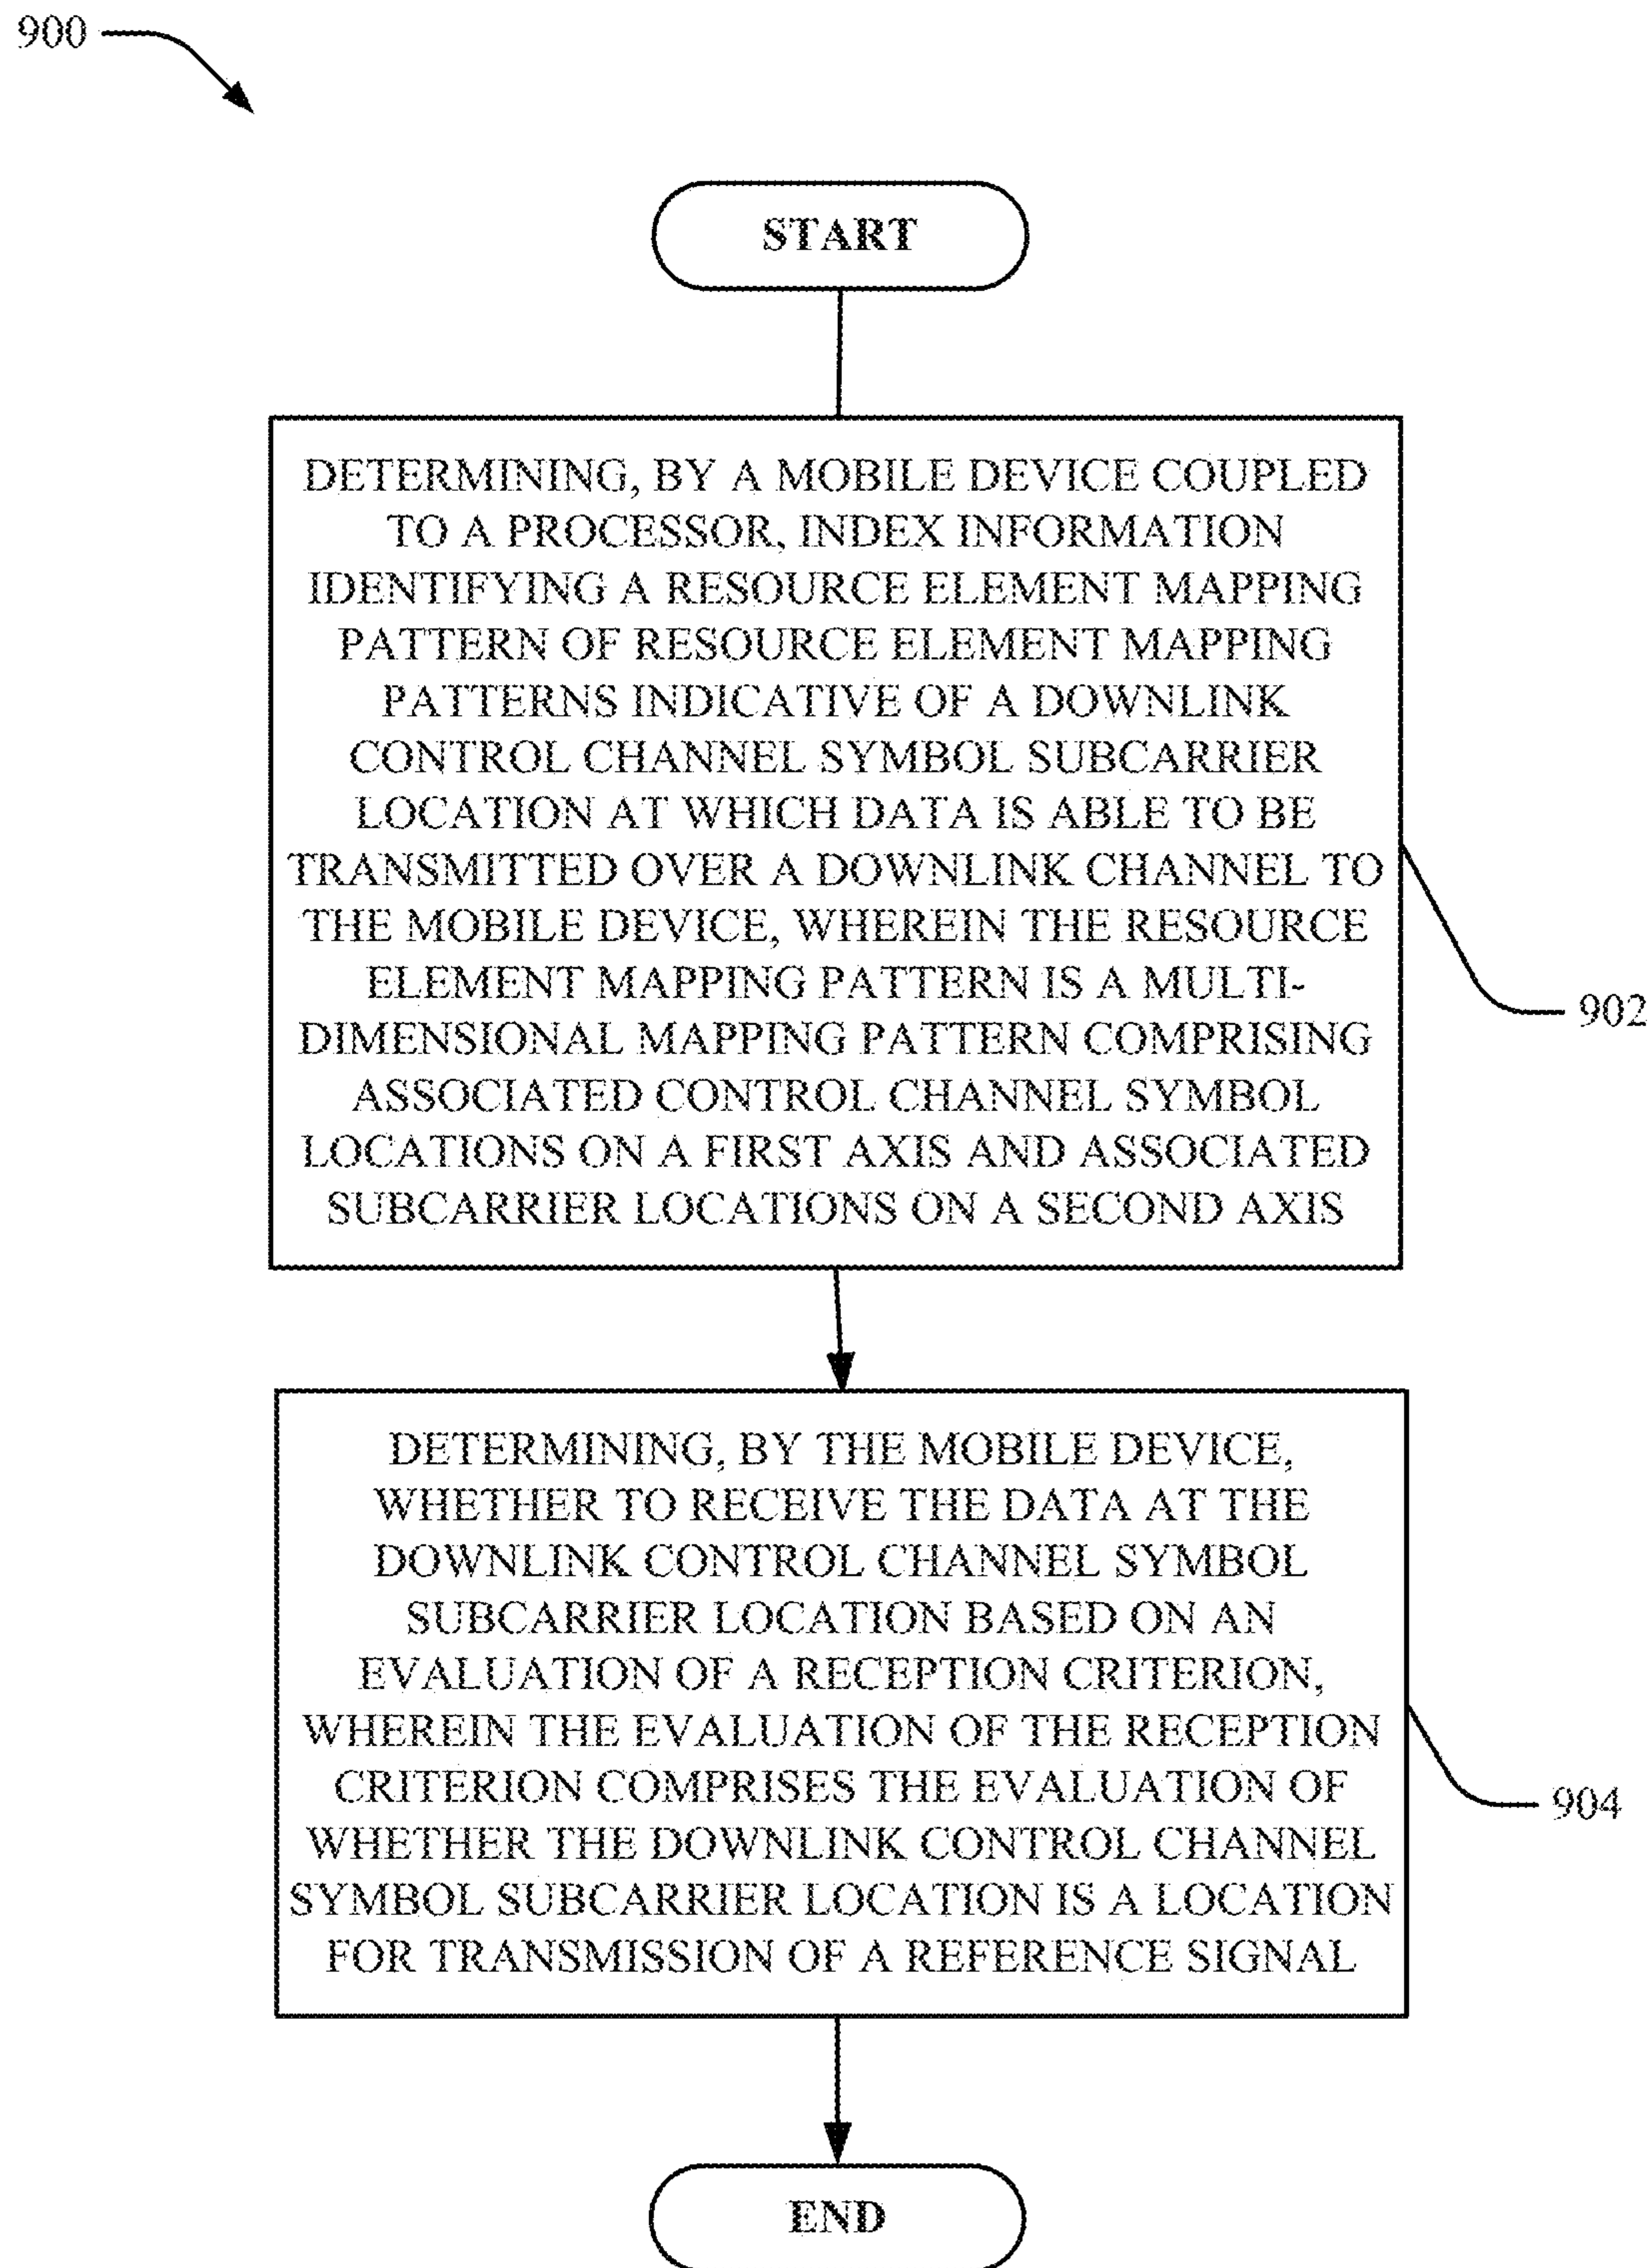 900
START
DETERMINING, BY A MOBILE DEVICE COUPLED
TO A PROCESSOR, INDEX INFORMATION
IDENTIFYING A RESOURCE ELEMENT MAPPING
PATTERN OF RESOURCE ELEMENT MAPPING
PATTERNS INDICATIVE OF A DOWNLINK
CONTROL CHANNEL SYMBOL SUBCARRIER
LOCATION AT WHICH DATA IS ABLE TO BE
TRANSMITTED OVER A DOWNLINK CHANNEL TO
THE MOBILE DEVICE, WHEREIN THE RESOURCE
ELEMENT MAPPING PATTERN IS A MULTI-
DIMENSIONAL MAPPING PATTERN COMPRISING
ASSOCIATED CONTROL CHANNEL SYMBOL
LOCATIONS ON A FIRST AXIS AND ASSOCIATED
SUBCARRIER LOCATIONS ON A SECOND AXIS
902
DETERMINING, BY THE MOBILE DEVICE,
WHETHER TO RECEIVE THE DATA AT THE
DOWNLINK CONTROL CHANNEL SYMBOL
SUBCARRIER LOCATION BASED ON AN
EVALUATION OF A RECEPTION CRITERION,
WHEREIN THE EVALUATION OF THE RECEPTION
CRITERION COMPRISES THE EVALUATION OF
WHETHER THE DOWNLINK CONTROL CHANNEL
SYMBOL SUBCARRIER LOCATION IS A LOCATION
FOR TRANSMISSION OF A REFERENCE SIGNAL
904
END